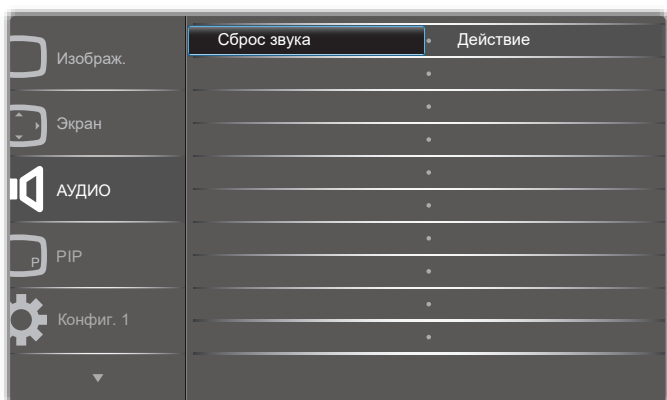 Сброс звука Действие
Изображ.
Экран
АУДИО
P
PIP
Конфиг. 1